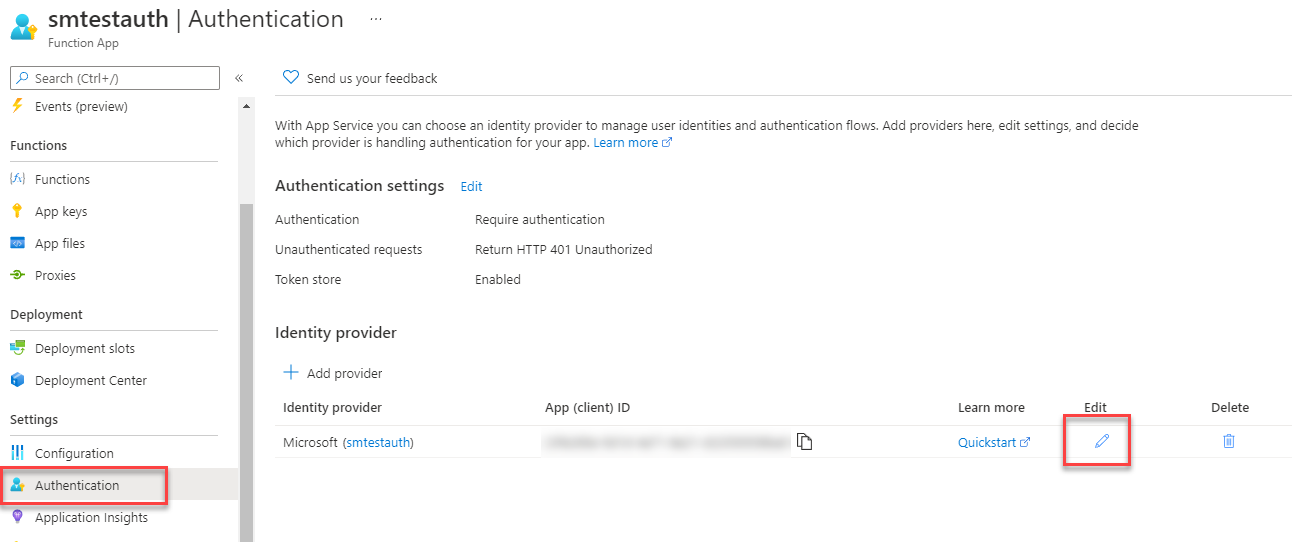 smtestauth | Authentication ...
Function App
Search (Ctrl+/) «
Events (preview)
Functions
Functions
App keys
App files
Proxies
Deployment
Deployment slots
Deployment Center
Settings
Configuration
Authentication
Application Insights
Send us your feedback
With App Service you can choose an identity provider to manage user identities and authentication flows. Add providers here, edit settings, and decide
which provider is handling authentication for your app. Learn more
Authentication settings Edit
Authentication Require authentication
Unauthenticated requests Return HTTP 401 Unauthorized
Token store Enabled
Identity provider
Add provider
Identity provider App (client) ID Learn more Edit Delete
Microsoft (smtestauth) Quickstart